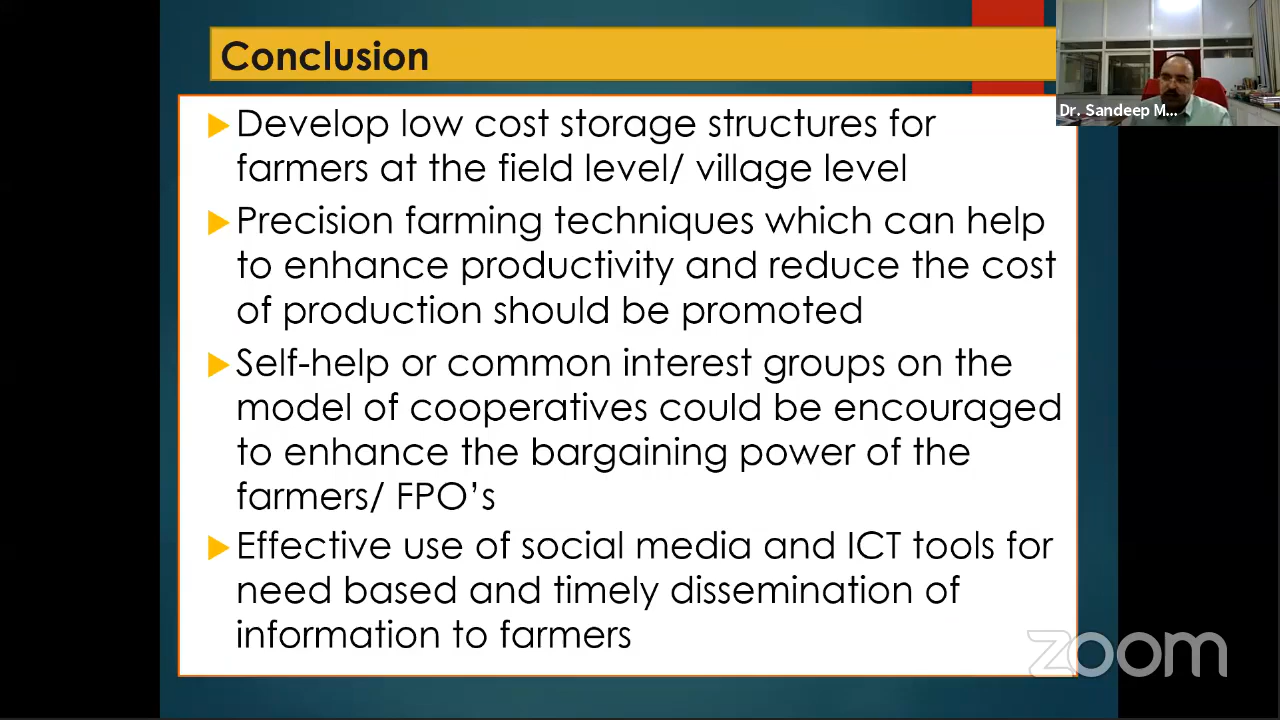 Conclusion
Develop low cost storage structures for
farmers at the field level/ village level
Precision farming techniques which can help
to enhance productivity and reduce the cost
of production should be promoted
Self-help or common interest groups on the
model of cooperatives could be encouraged
to enhance the bargaining power of the
farmers/ FPO’s
Effective use of social media and ICT tools for
need based and timely dissemination of
information to farmers
Dr. Sandeep M...
zoom